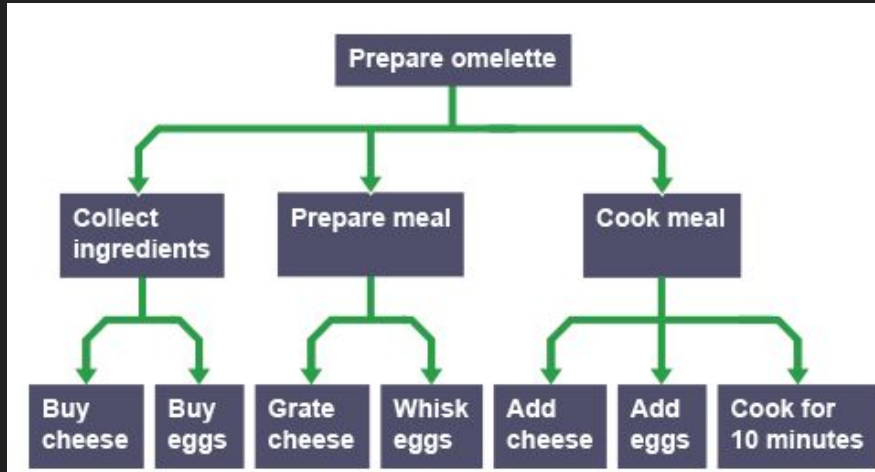 Prepare omelette
Collect
ingredients
Prepare meal
Cook meal
Buy
cheese
Buy
eggs
Grate
cheese
Whisk
eggs
Add
cheese
Add
eggs
Cook for
10 minutes